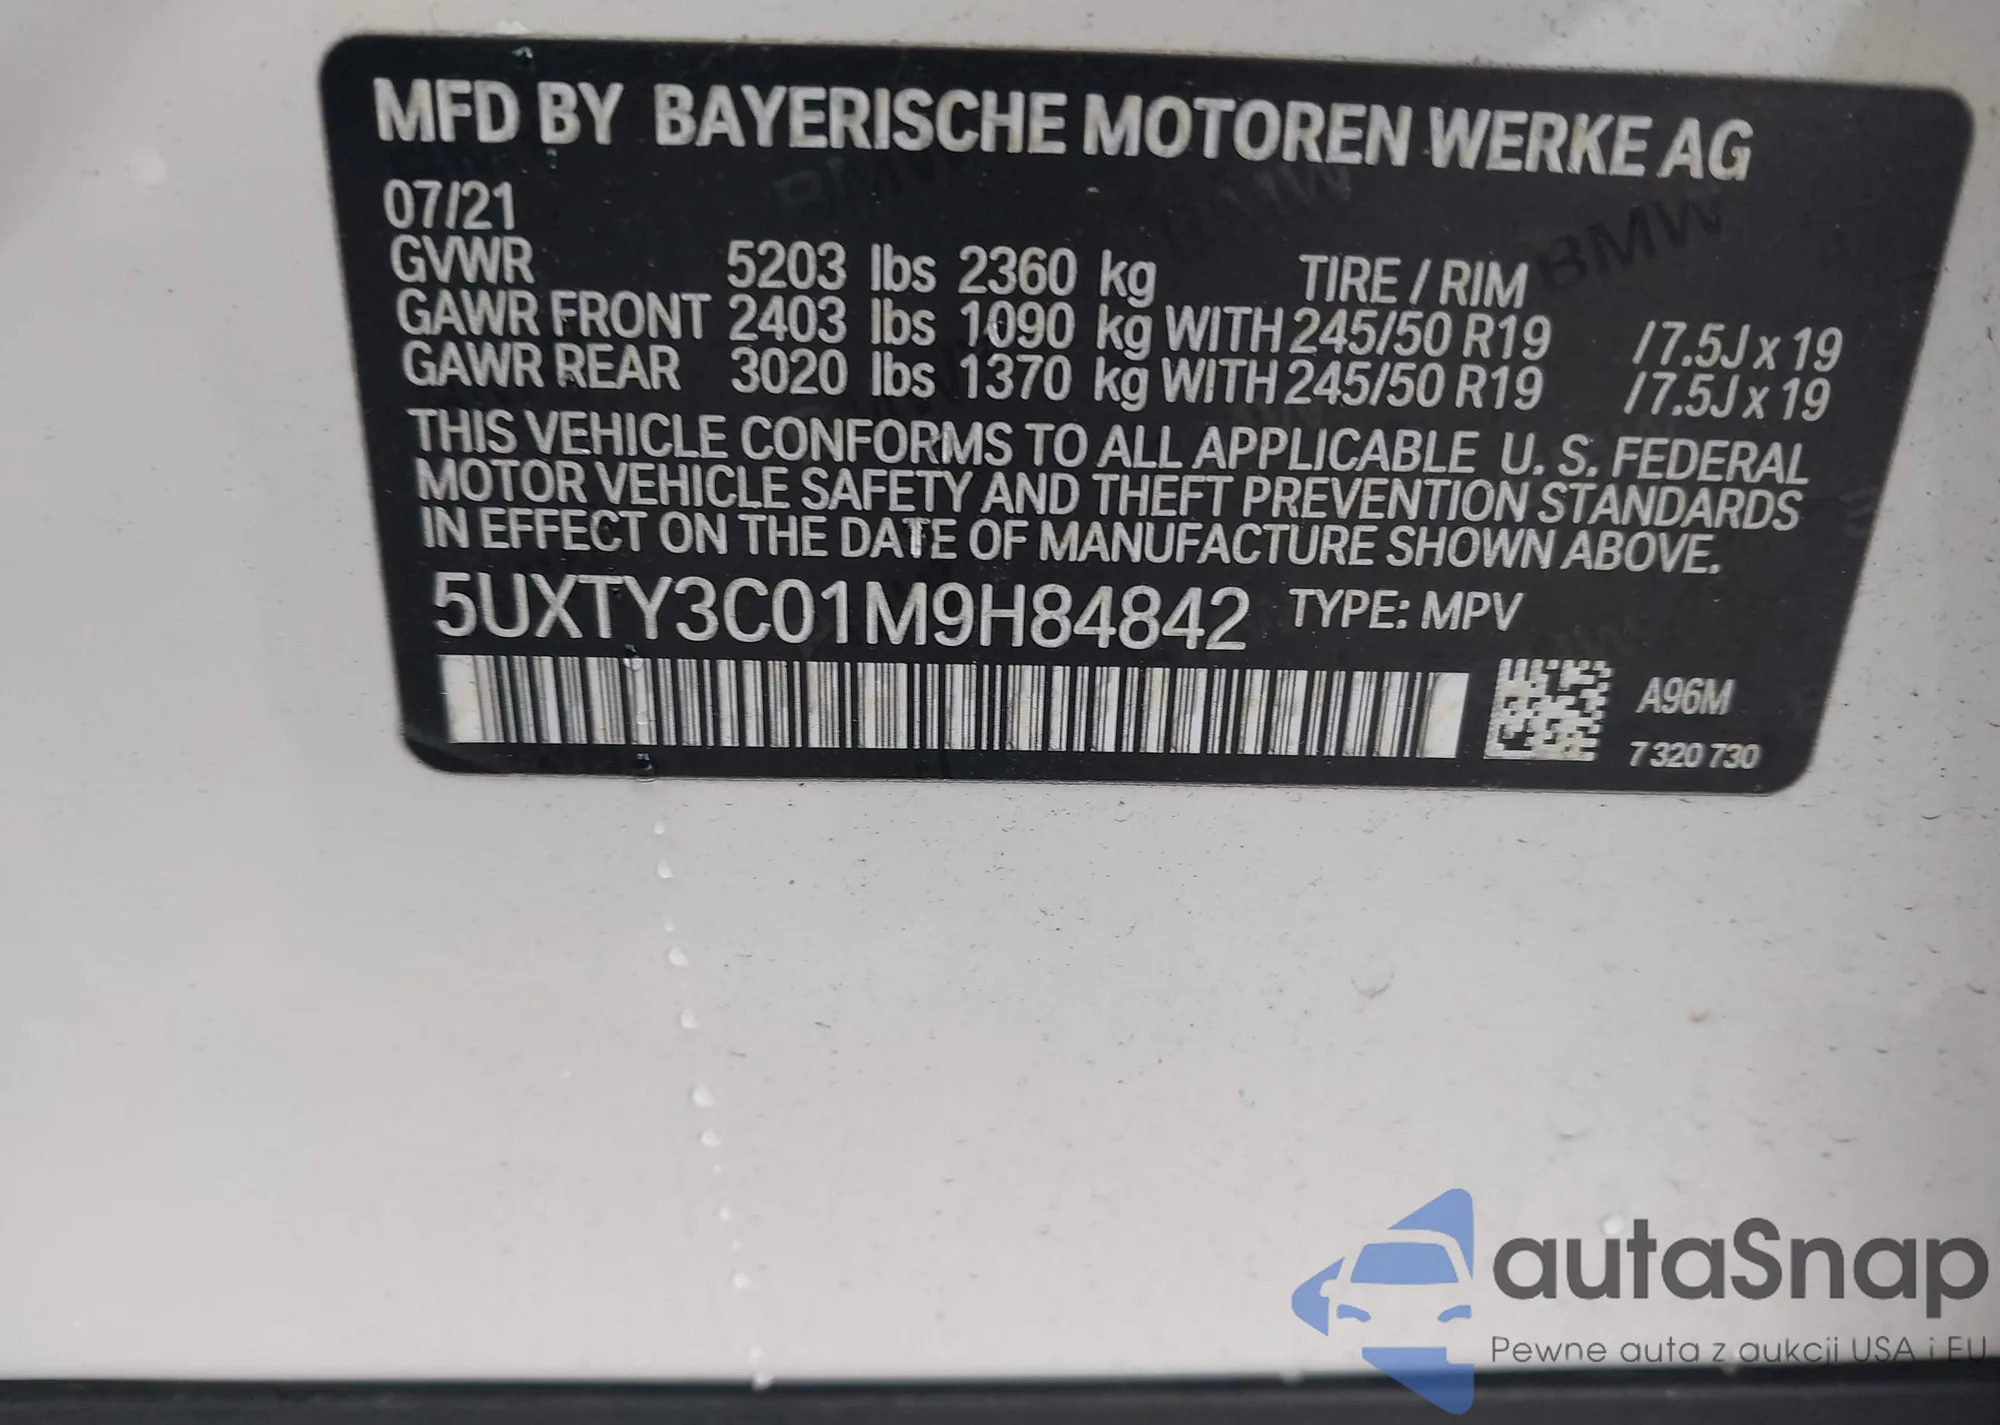 MFD BY BAYERISCHE MOTOREN WERKE AG
07/21
GVWR 5203 lbs 2360 kg TIRE / RIM
GAWR FRONT 2403 lbs 1090 kg WITH 245/50 R19 /7.5J x 19
GAWR REAR 3020 lbs 1370 kg WITH 245/50 R19 /7.5J x 19
THIS VEHICLE CONFORMS TO ALL APPLICABLE U. S. FEDERAL
MOTOR VEHICLE SAFETY AND THEFT PREVENTION STANDARDS
IN EFFECT ON THE DATE OF MANUFACTURE SHOWN ABOVE.
5UXTY3C01M9H84842 TYPE: MPV
A96M
7 320 730
BMW BMW BMW
autaSnap
Pewne auta z aukcji USA i EU